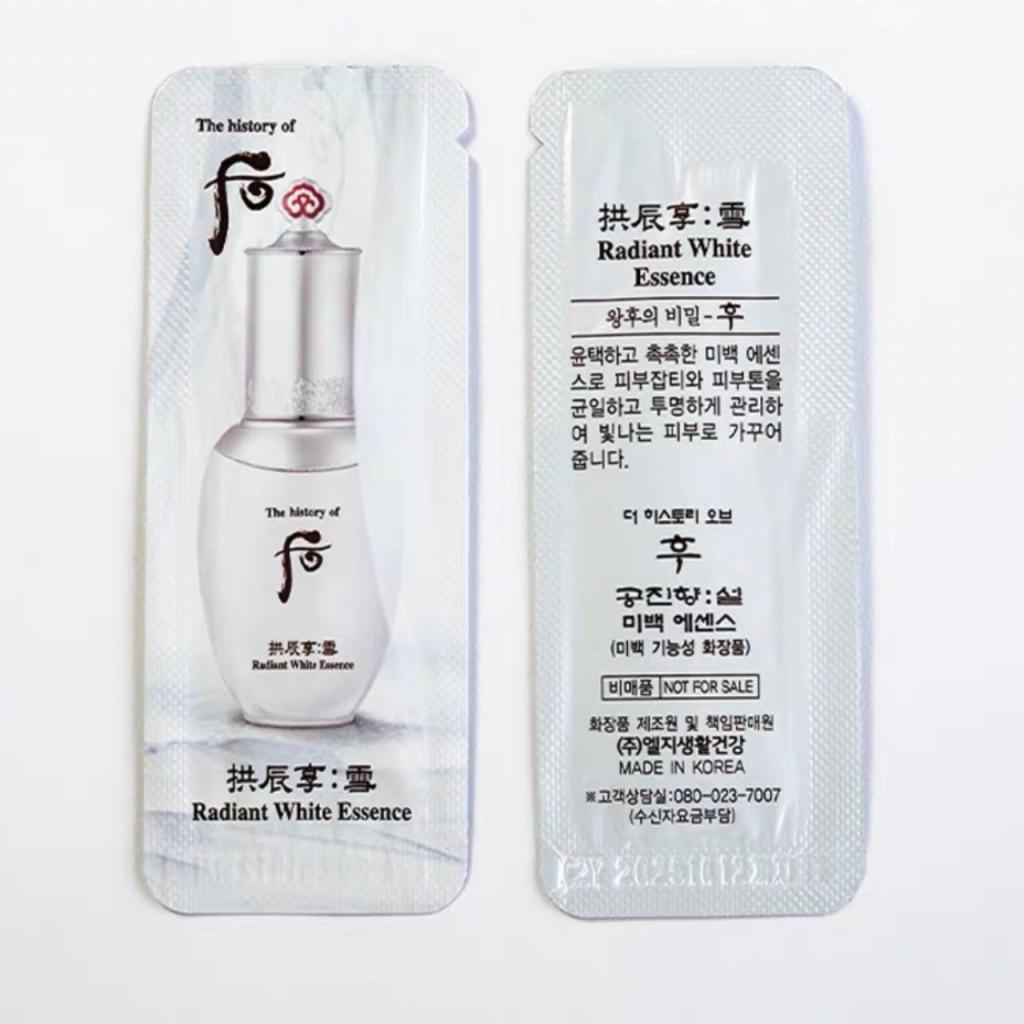 The history of
后
The history of
后
拱辰享:雪
Radiant White Essence
拱辰享:雪
Radiant White Essence
拱辰享:雪
Radiant White
Essence
왕후의 비밀-후
윤택하고 촉촉한 미백 에센
스로 피부잡티와 피부톤을
균일하고 투명하게 관리하
여 빛나는 피부로 가꾸어
줍니다.
더 히스토리 오브
후
공진향:설
미백 에센스
(미백 기능성 화장품)
비매품 NOT FOR SALE
화장품 제조원 및 책임판매원
(주)엘지생활건강
MADE IN KOREA
※고객상담실:080-023-7007
(수신자요금부담)